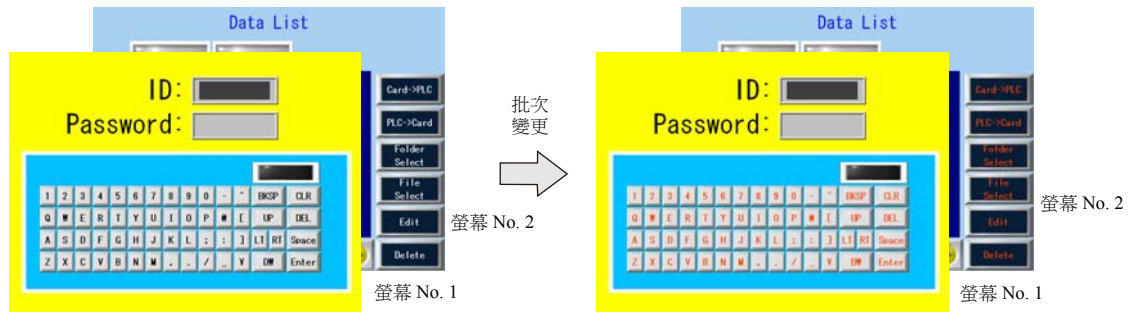 Data List
ID:
Password:
1 2 3 4 5 6 7 8 9 0 - ^ BKSP CLR
Q W E R T Y U I O P @ [ UP DEL
A S D F G H J K L ; : ] LT RT Space
Z X C V B N M , . / _ ¥ DW Enter
Card->PLC
PLC->Card
Folder
Select
File
Select
Edit
Delete
螢幕 No. 2
螢幕 No. 1
批次
變更
Data List
ID:
Password:
1 2 3 4 5 6 7 8 9 0 - ^ BKSP CLR
Q W E R T Y U I O P @ [ UP DEL
A S D F G H J K L ; : ] LT RT Space
Z X C V B N M , . / _ ¥ DW Enter
Card->PLC
PLC->Card
Folder
Select
File
Select
Edit
Delete
螢幕 No. 2
螢幕 No. 1